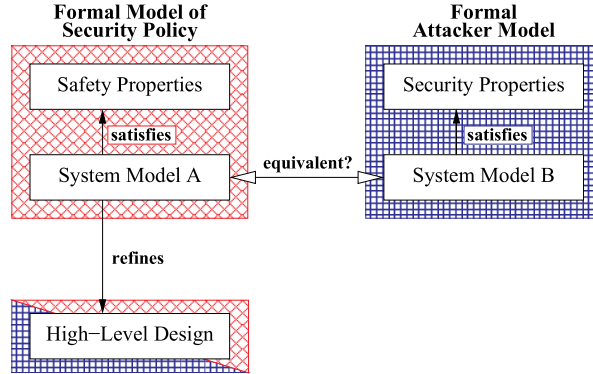 Formal Model of
Security Policy
Formal
Attacker Model
Safety Properties
Security Properties
satisfies
satisfies
equivalent?
System Model A
System Model B
refines
High−Level Design